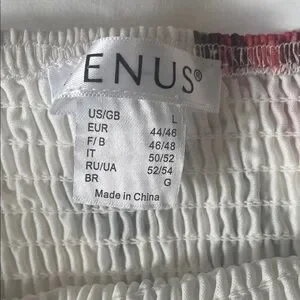 ENUS®
US/GB L
EUR 44/46
F/B 46/48
IT 50/52
RU/UA 52/54
BR G
Made in China